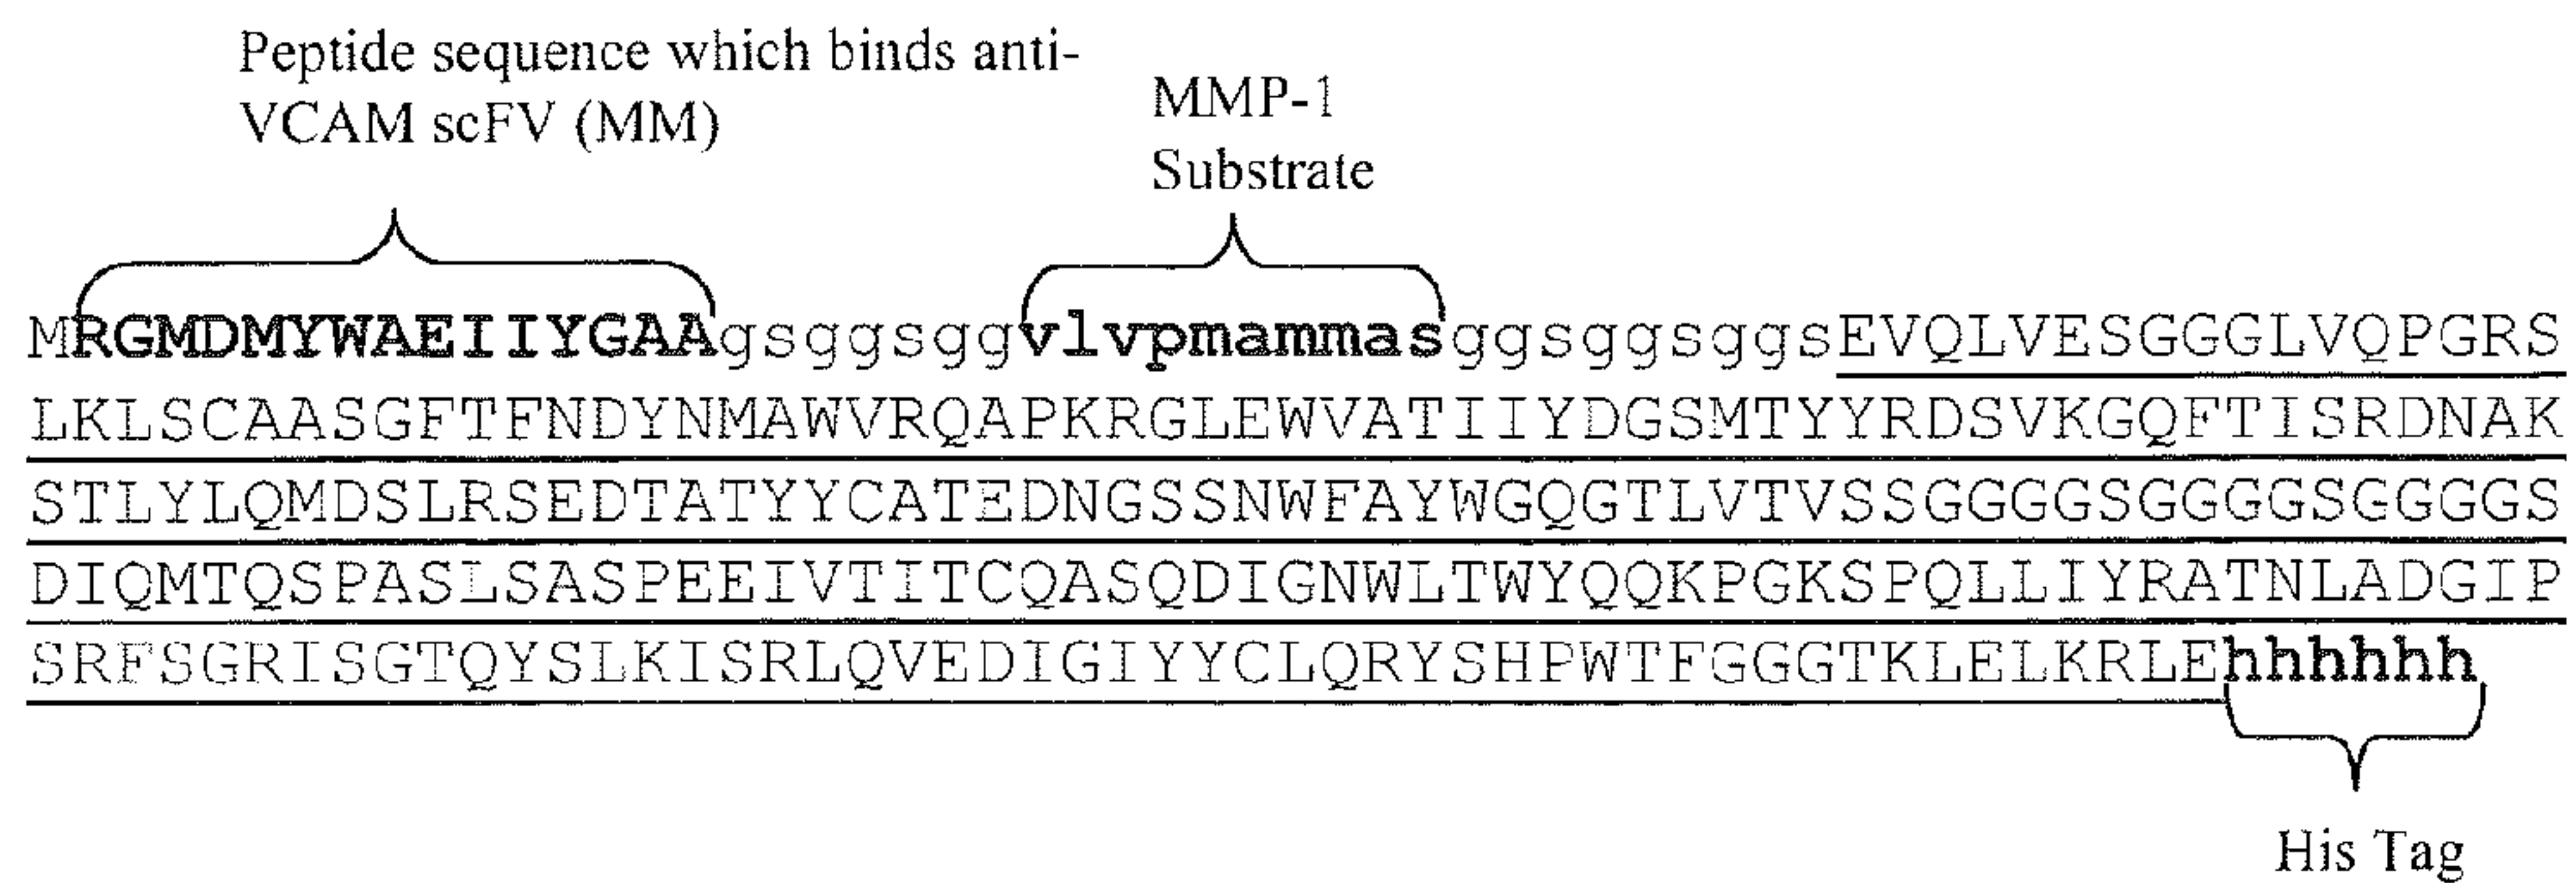 Peptide sequence which binds anti-
VCAM scFV (MM)
MMP-1
Substrate
MRGMDMYWAEIIYGAAgsggsggvlvpmammasggsggsggsEVQLVESGGGLVQPGRS
LKLSCAASGFTFNDYNMAWVRQAPKRGLEWVATIIYDGSMTYYRDSVKGQFTISRDNAK
STLYLQMDSLRSEDTATYYCATEDNGSSNWFAYWGQGTLVTVSSGGGGSGGGGSGGGGS
DIQMTQSPASLSASPEEIVTITCQASQDIGNWLTWYQQKPGKSPQLLIYRATNLADGIP
SRFSGRISGTQYSLKISRLQVEDIGIYYCLQRYSHPWTFGGGTKLELKRLEhhhhhh
His Tag